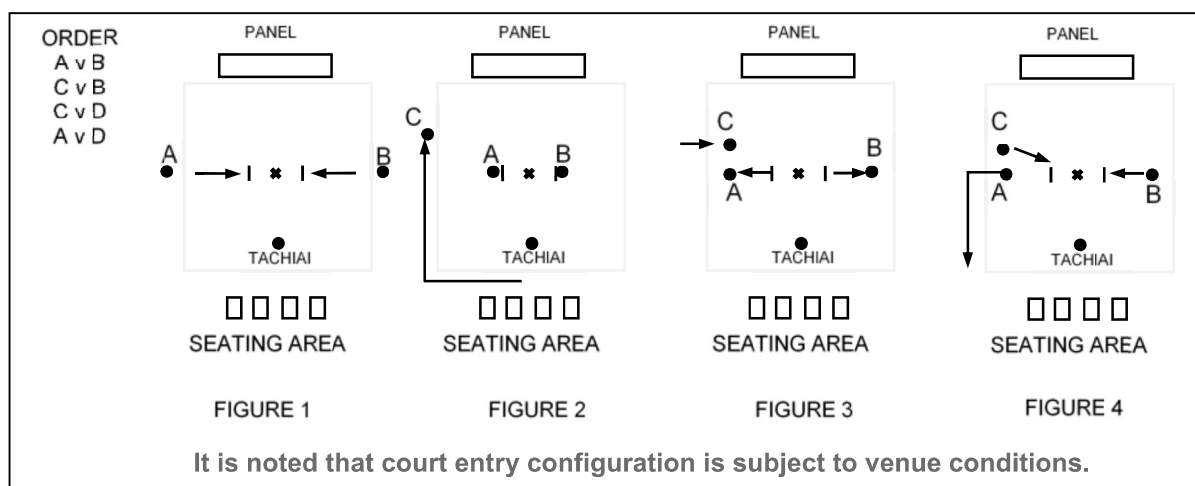 ORDER
A v B
C v B
C v D
A v D
PANEL
A
B
TACHIAI
SEATING AREA
FIGURE 1
PANEL
C
A
B
TACHIAI
SEATING AREA
FIGURE 2
PANEL
C
A
B
TACHIAI
SEATING AREA
FIGURE 3
PANEL
C
A
B
TACHIAI
SEATING AREA
FIGURE 4
It is noted that court entry configuration is subject to venue conditions.